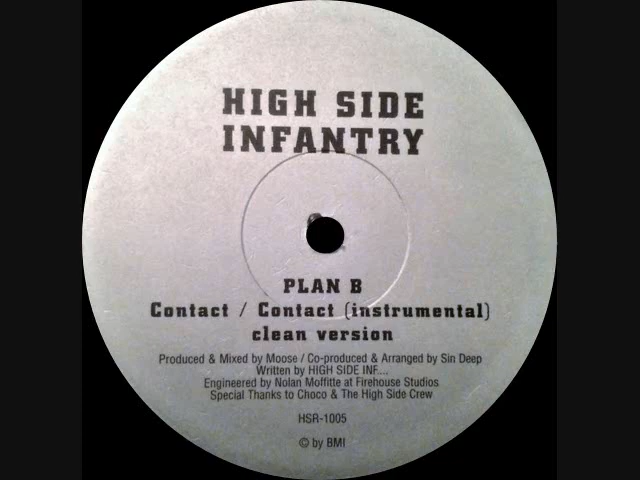 HIGH SIDE
INFANTRY
PLAN B
Contact / Contact (instrumental)
clean version
Produced & Mixed by Moose / Co-produced & Arranged by Sin Deep
Written by HIGH SIDE INF....
Engineered by Nolan Moffitte at Firehouse Studios
Special Thanks to Choco & The High Side Crew
HSR-1005
© by BMI